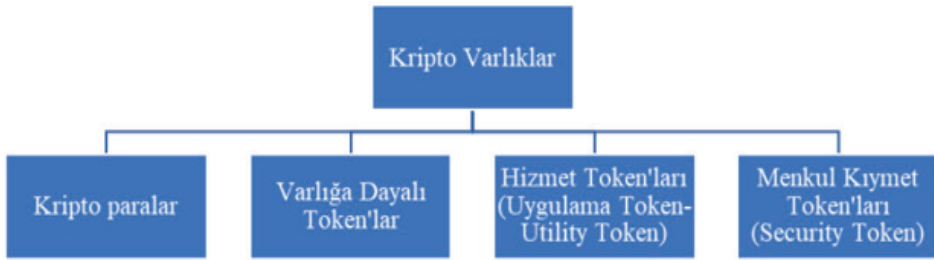 Kripto Varlıklar
Kripto paralar
Varlığa Dayalı
Token'lar
Hizmet Token'ları
(Uygulama Token-
Utility Token)
Menkul Kıymet
Token'ları
(Security Token)